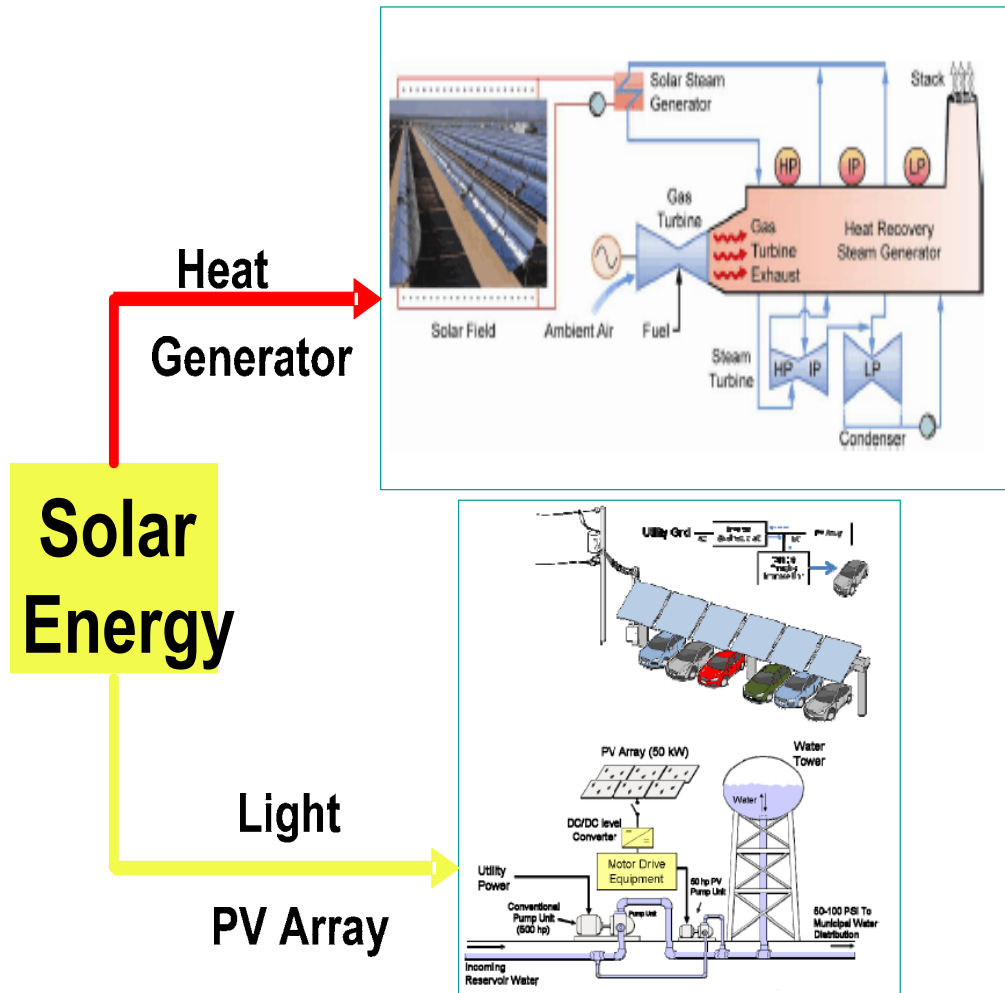 Solar
Energy
Heat
Generator
Light
PV Array
Solar Steam
Generator
Stack
HP
IP
LP
Gas
Turbine
Gas
Turbine
Exhaust
Heat Recovery
Steam Generator
Solar Field
Ambient Air
Fuel
Steam
Turbine
HP IP
LP
Condenser
Utility Grid
Array
PV Array (50 kW)
Water
Tower
Water
DC/DC level
Converter
Motor Drive
Equipment
Utility
Power
50 hp PV
Pump Unit
Conventional
Pump Unit
(500 hp)
Pump Unit
50-100 PSI To
Municipal Water
Distribution
Incoming
Reservoir Water